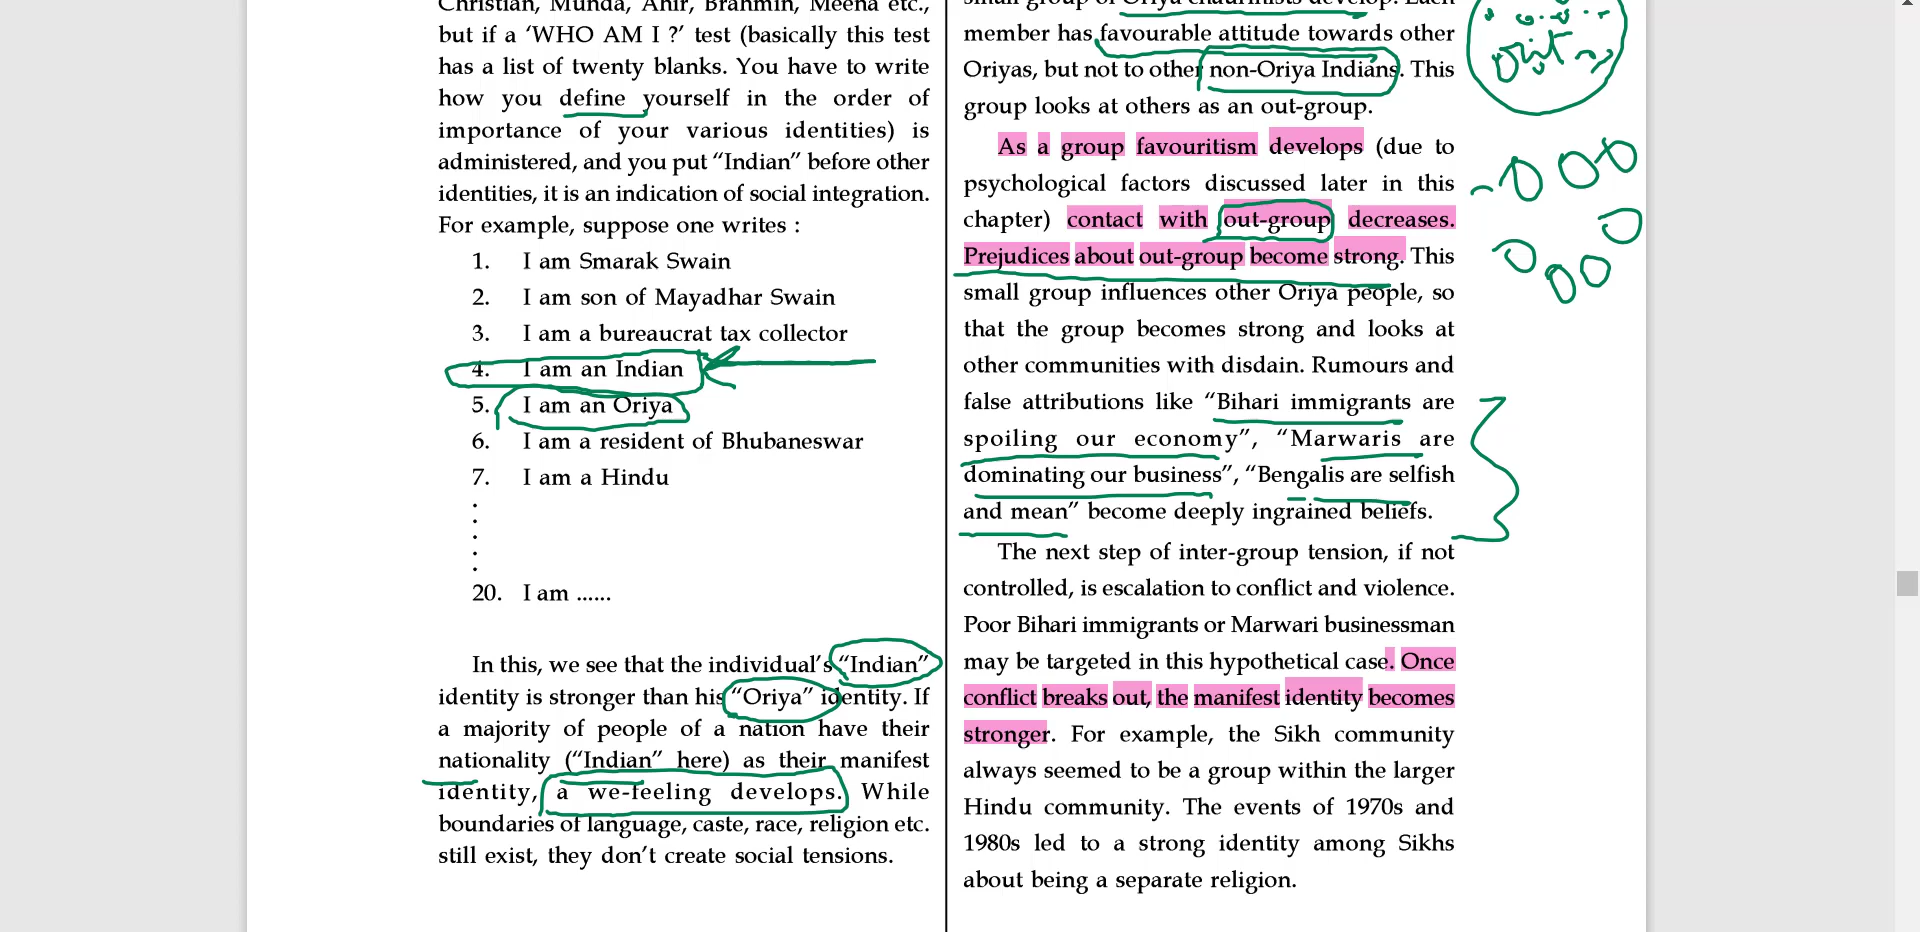 Christian, Munda, Ahir, Brahmin, Meena etc.,
but if a ‘WHO AM I ?’ test (basically this test
has a list of twenty blanks. You have to write
how you define yourself in the order of
importance of your various identities) is
administered, and you put “Indian” before other
identities, it is an indication of social integration.
For example, suppose one writes :
1. I am Smarak Swain
2. I am son of Mayadhar Swain
3. I am a bureaucrat tax collector
4. I am an Indian
5. I am an Oriya
6. I am a resident of Bhubaneswar
7. I am a Hindu
.
.
.
.
.
20. I am ......
In this, we see that the individual’s “Indian”
identity is stronger than his “Oriya” identity. If
a majority of people of a nation have their
nationality (“Indian” here) as their manifest
identity, a we-feeling develops. While
boundaries of language, caste, race, religion etc.
still exist, they don’t create social tensions.
small group of Oriya chauvinists develop. Each
member has favourable attitude towards other
Oriyas, but not to other non-Oriya Indians. This
group looks at others as an out-group.
As a group favouritism develops (due to
psychological factors discussed later in this
chapter) contact with out-group decreases.
Prejudices about out-group become strong. This
small group influences other Oriya people, so
that the group becomes strong and looks at
other communities with disdain. Rumours and
false attributions like “Bihari immigrants are
spoiling our economy”, “Marwaris are
dominating our business”, “Bengalis are selfish
and mean” become deeply ingrained beliefs.
The next step of inter-group tension, if not
controlled, is escalation to conflict and violence.
Poor Bihari immigrants or Marwari businessman
may be targeted in this hypothetical case. Once
conflict breaks out, the manifest identity becomes
stronger. For example, the Sikh community
always seemed to be a group within the larger
Hindu community. The events of 1970s and
1980s led to a strong identity among Sikhs
about being a separate religion.